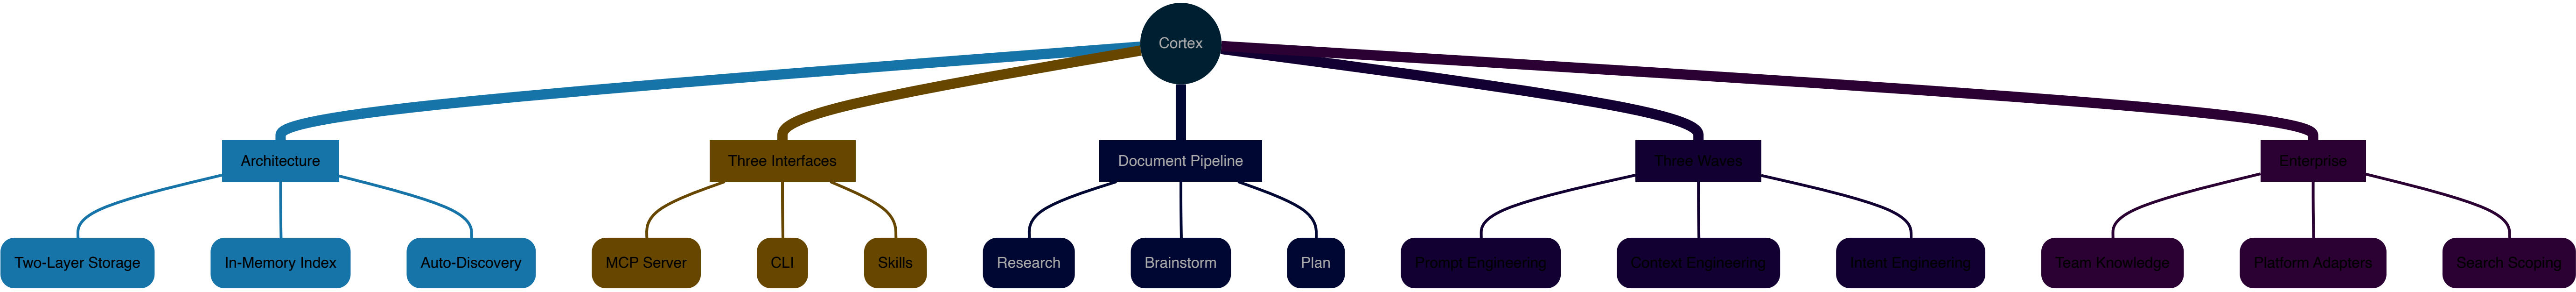 Cortex
Architecture
Three Interfaces
Document Pipeline
Three Waves
Enterprise
Two-Layer Storage
In-Memory Index
Auto-Discovery
MCP Server
CLI
Skills
Research
Brainstorm
Plan
Prompt Engineering
Context Engineering
Intent Engineering
Team Knowledge
Platform Adapters
Search Scoping